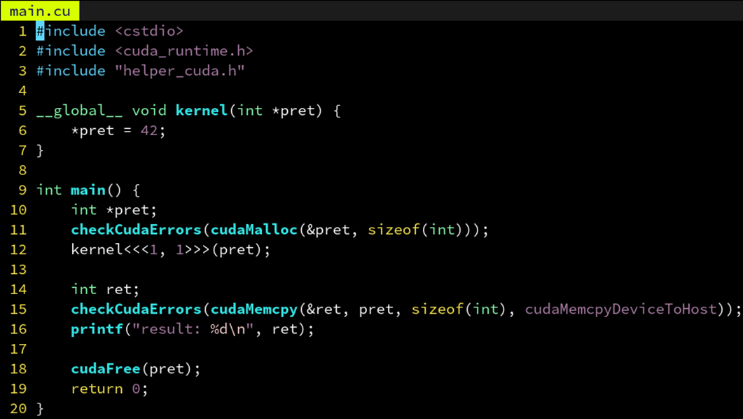 main.cu
1 #include <cstdio>
2 #include <cuda_runtime.h>
3 #include "helper_cuda.h"
4
5 __global__ void kernel(int *pret) {
6     *pret = 42;
7 }
8
9 int main() {
10     int *pret;
11     checkCudaErrors(cudaMalloc(&pret, sizeof(int)));
12     kernel<<<1, 1>>>(pret);
13
14     int ret;
15     checkCudaErrors(cudaMemcpy(&ret, pret, sizeof(int), cudaMemcpyDeviceToHost));
16     printf("result: %d\n", ret);
17
18     cudaFree(pret);
19     return 0;
20 }